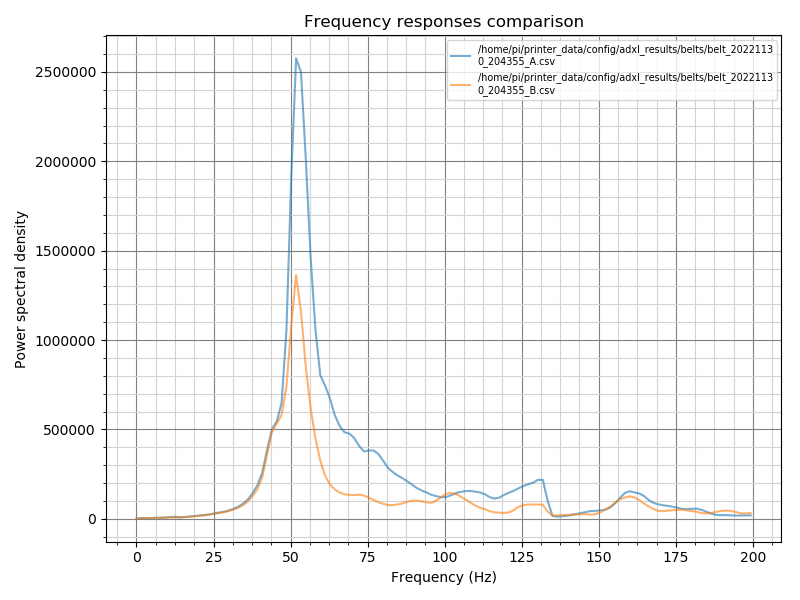 Frequency responses comparison
/home/pi/printer_data/config/adxl_results/belts/belt_2022113
0_204355_A.csv
/home/pi/printer_data/config/adxl_results/belts/belt_2022113
0_204355_B.csv
2500000
2000000
1500000
1000000
500000
0
Power spectral density
0 25 50 75 100 125 150 175 200
Frequency (Hz)